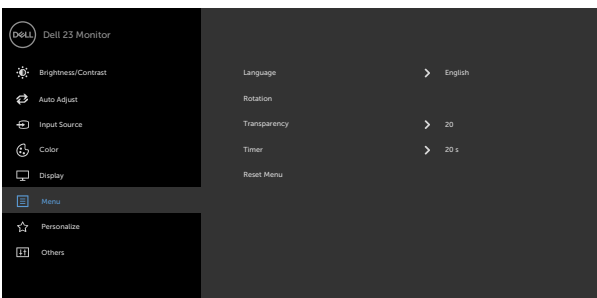 DELL Dell 23 Monitor
Brightness/Contrast
Auto Adjust
Input Source
Color
Display
Menu
Personalize
Others
Language English
Rotation
Transparency 20
Timer 20 s
Reset Menu